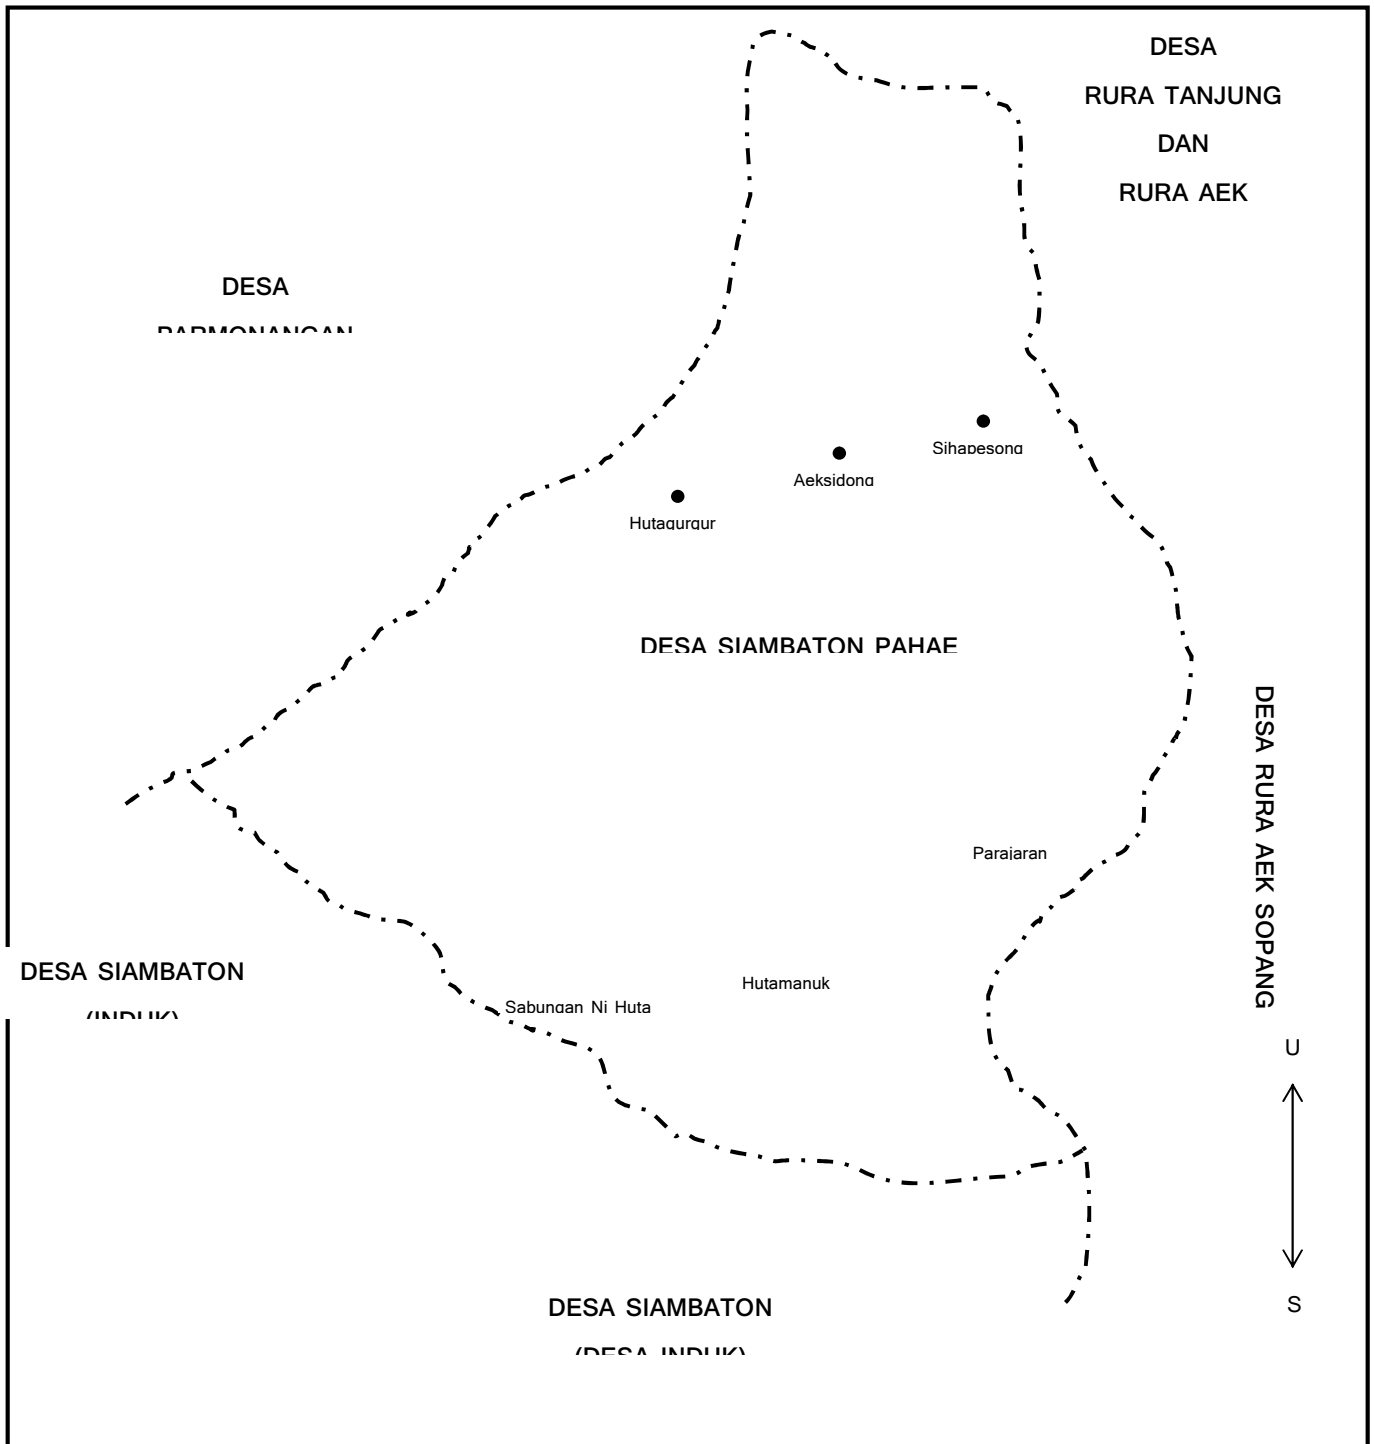 DESA
RURA TANJUNG
DAN
RURA AEK
DESA
PARMONANGAN
Sihapesong
Aeksidong
Hutagurgur
DESA SIAMBATON PAHAE
DESA RURA AEK SOPANG
Parajaran
DESA SIAMBATON
(INDUK)
Hutamanuk
Sabungan Ni Huta
U
S
DESA SIAMBATON
(DESA INDUK)